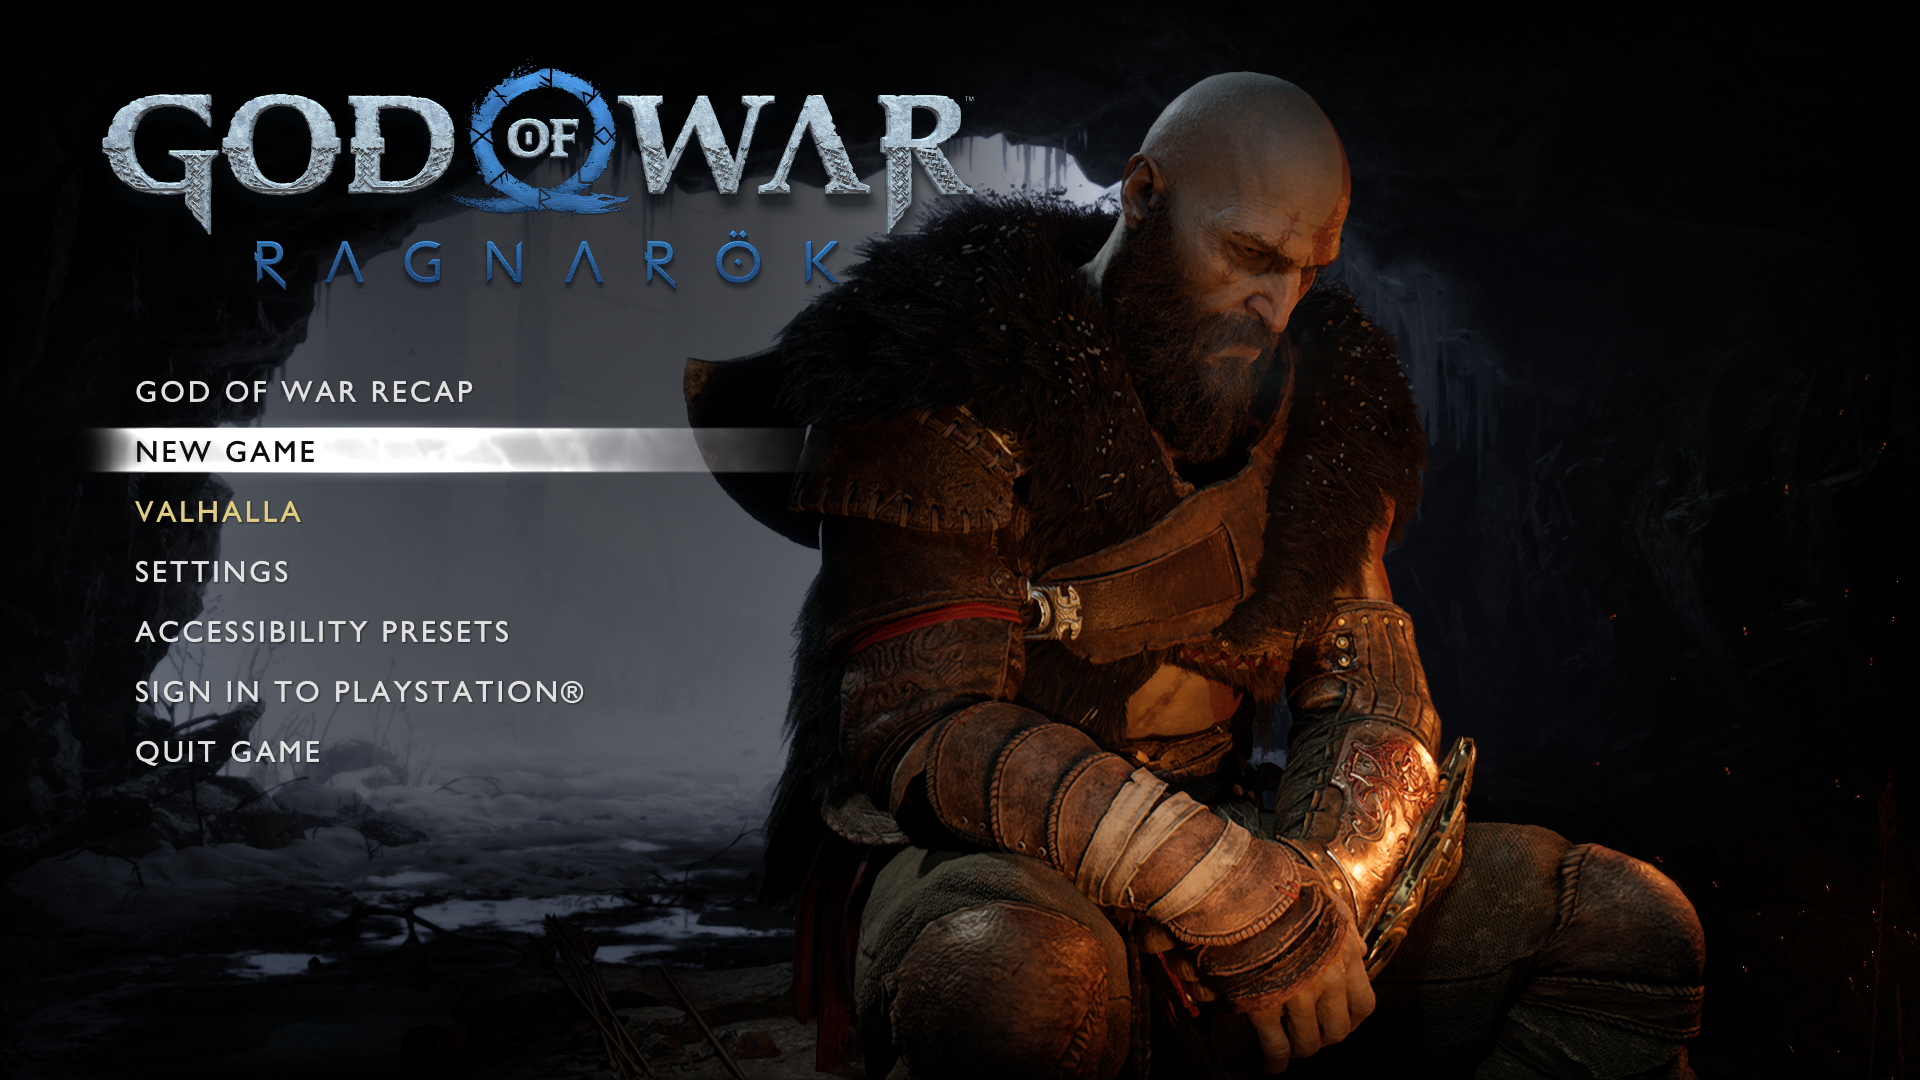 GOD OF WAR™
RAGNARÖK
GOD OF WAR RECAP
NEW GAME
VALHALLA
SETTINGS
ACCESSIBILITY PRESETS
SIGN IN TO PLAYSTATION®
QUIT GAME